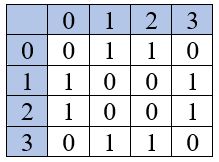 0 1 2 3
0 0 1 1 0
1 1 0 0 1
2 1 0 0 1
3 0 1 1 0